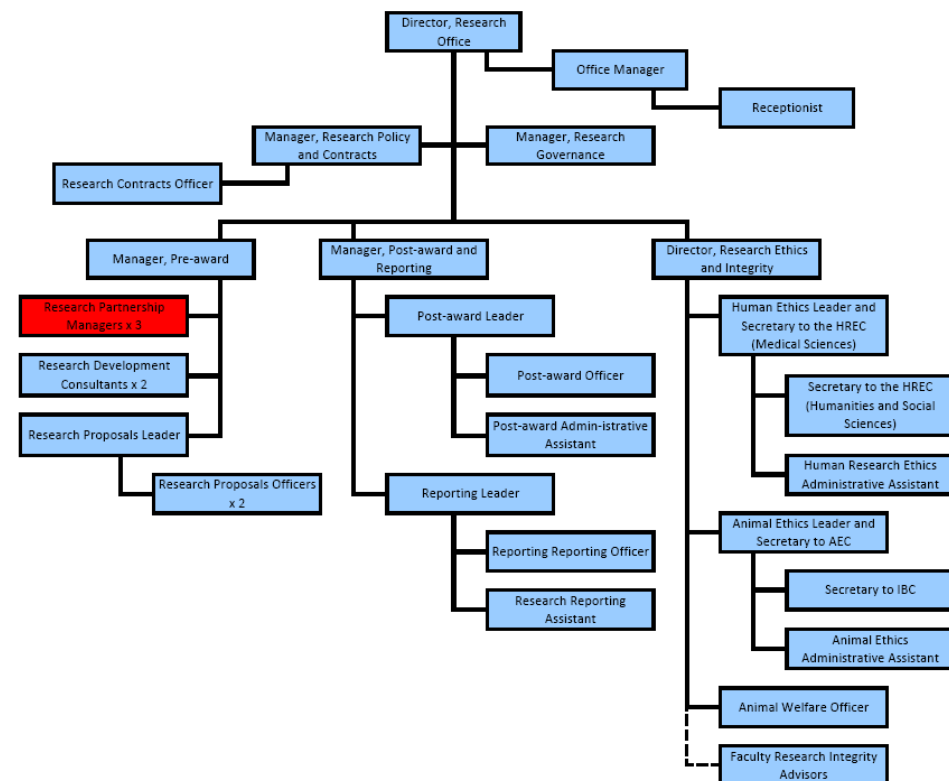 Director, Research
Office
Office Manager
Receptionist
Manager, Research Policy
and Contracts
Manager, Research
Governance
Research Contracts Officer
Manager, Pre-award
Manager, Post-award and
Reporting
Director, Research Ethics
and Integrity
Research Partnership
Managers x 3
Research Development
Consultants x 2
Research Proposals Leader
Research Proposals Officers
x 2
Post-award Leader
Post-award Officer
Post-award Admin-istrative
Assistant
Reporting Leader
Reporting Reporting Officer
Research Reporting
Assistant
Human Ethics Leader and
Secretary to the HREC
(Medical Sciences)
Secretary to the HREC
(Humanities and Social
Sciences)
Human Research Ethics
Administrative Assistant
Animal Ethics Leader and
Secretary to AEC
Secretary to IBC
Animal Ethics
Administrative Assistant
Animal Welfare Officer
Faculty Research Integrity
Advisors